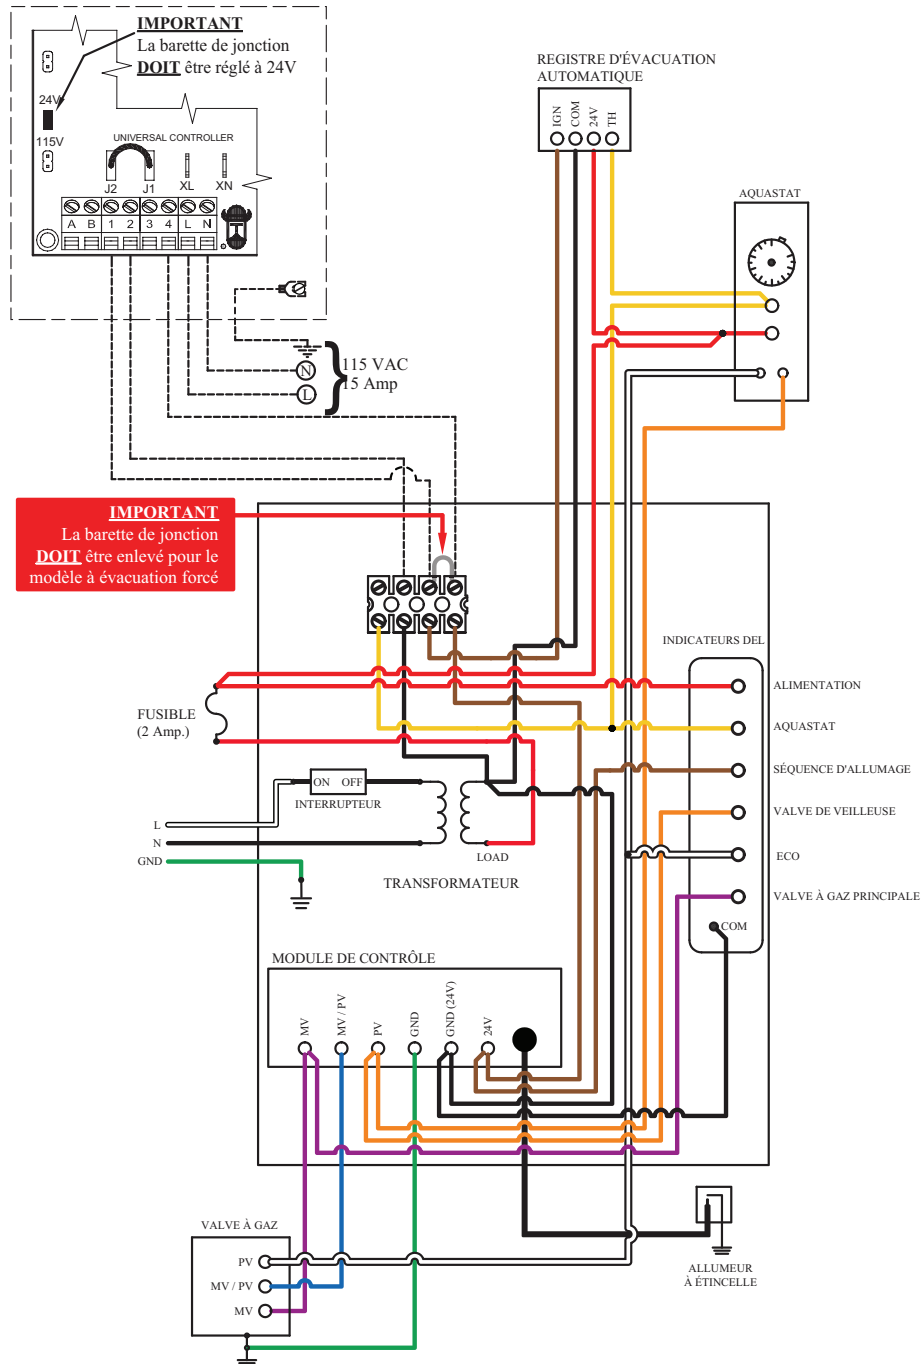 IMPORTANT
La barette de jonction
DOIT être réglé à 24V
24V
115V
UNIVERSAL CONTROLLER
J2 J1 XL XN
A B 1 2 3 4 L N
N
L
115 VAC
15 Amp
REGISTRE D'ÉVACUATION
AUTOMATIQUE
IGN COM 24V TH
AQUASTAT
IMPORTANT
La barette de jonction
DOIT être enlevé pour le
modèle à évacuation forcé
INDICATEURS DEL
ALIMENTATION
AQUASTAT
SÉQUENCE D'ALLUMAGE
VALVE DE VEILLEUSE
ECO
VALVE À GAZ PRINCIPALE
COM
FUSIBLE
(2 Amp.)
ON OFF
INTERRUPTEUR
L
N
GND
LOAD
TRANSFORMATEUR
MODULE DE CONTRÔLE
MV MV / PV PV GND GND (24V) 24V
VALVE À GAZ
PV
MV / PV
MV
ALLUMEUR
À ÉTINCELLE